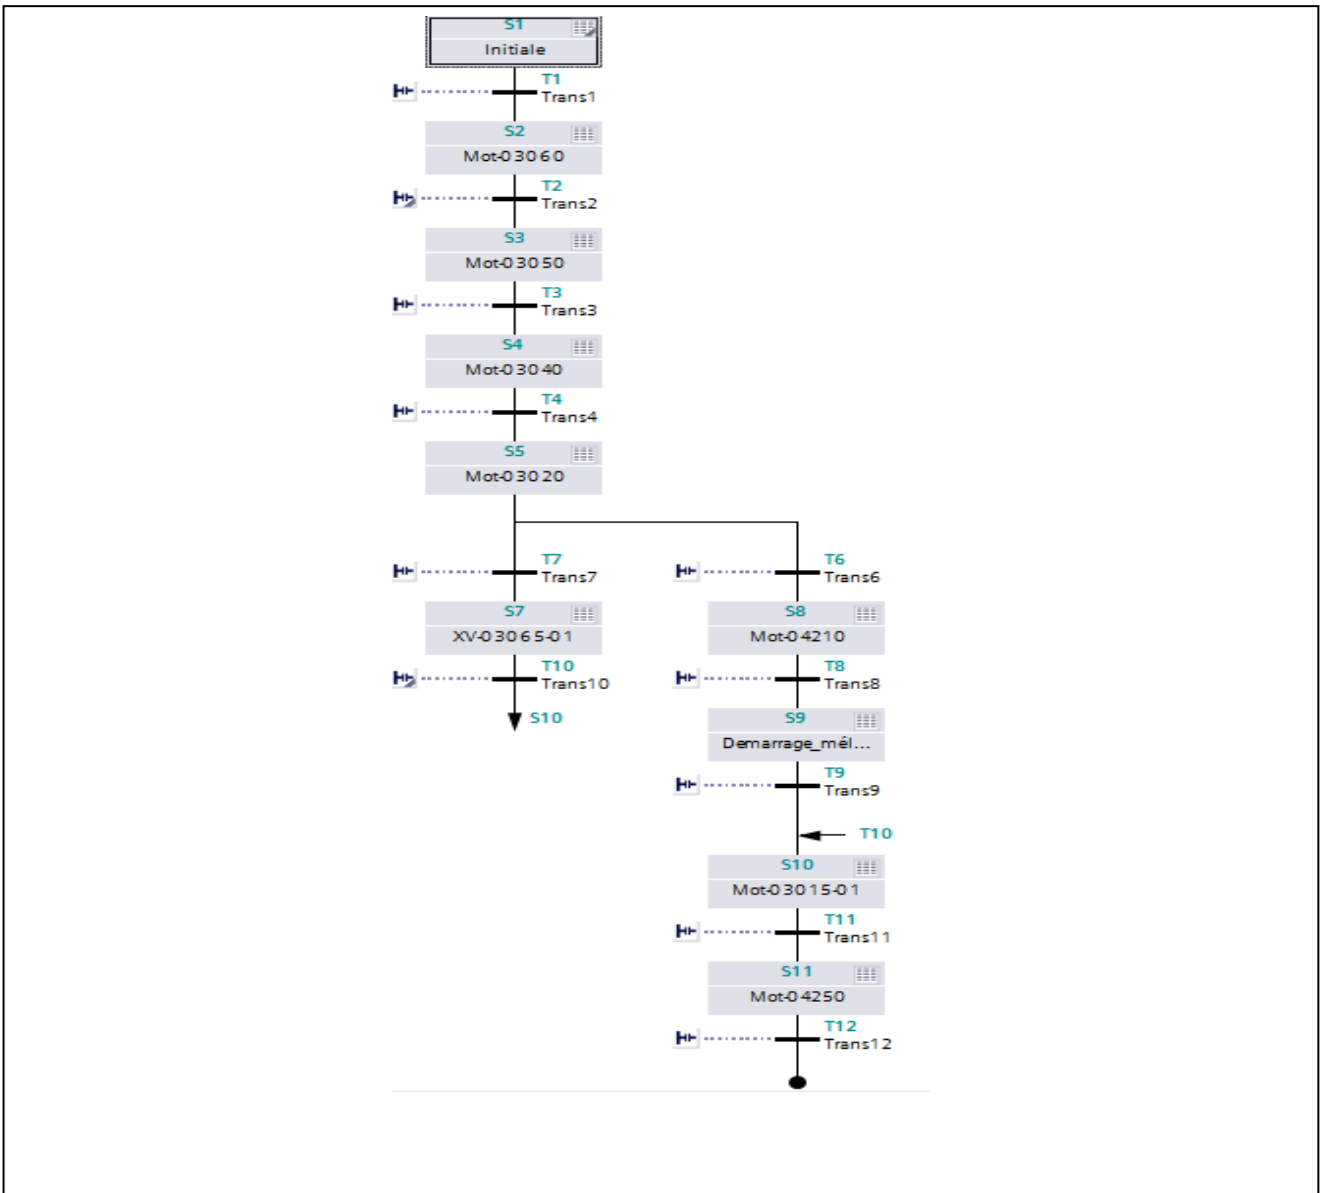 S1
Initiale
T1
Trans1
S2
Mot-03060
T2
Trans2
S3
Mot-03050
T3
Trans3
S4
Mot-03040
T4
Trans4
S5
Mot-03020
T7
Trans7
T6
Trans6
S7
XV-03065-01
S8
Mot-04210
T10
Trans10
T8
Trans8
S10
S9
Demarrage_mél...
T9
Trans9
T10
S10
Mot-03015-01
T11
Trans11
S11
Mot-04250
T12
Trans12